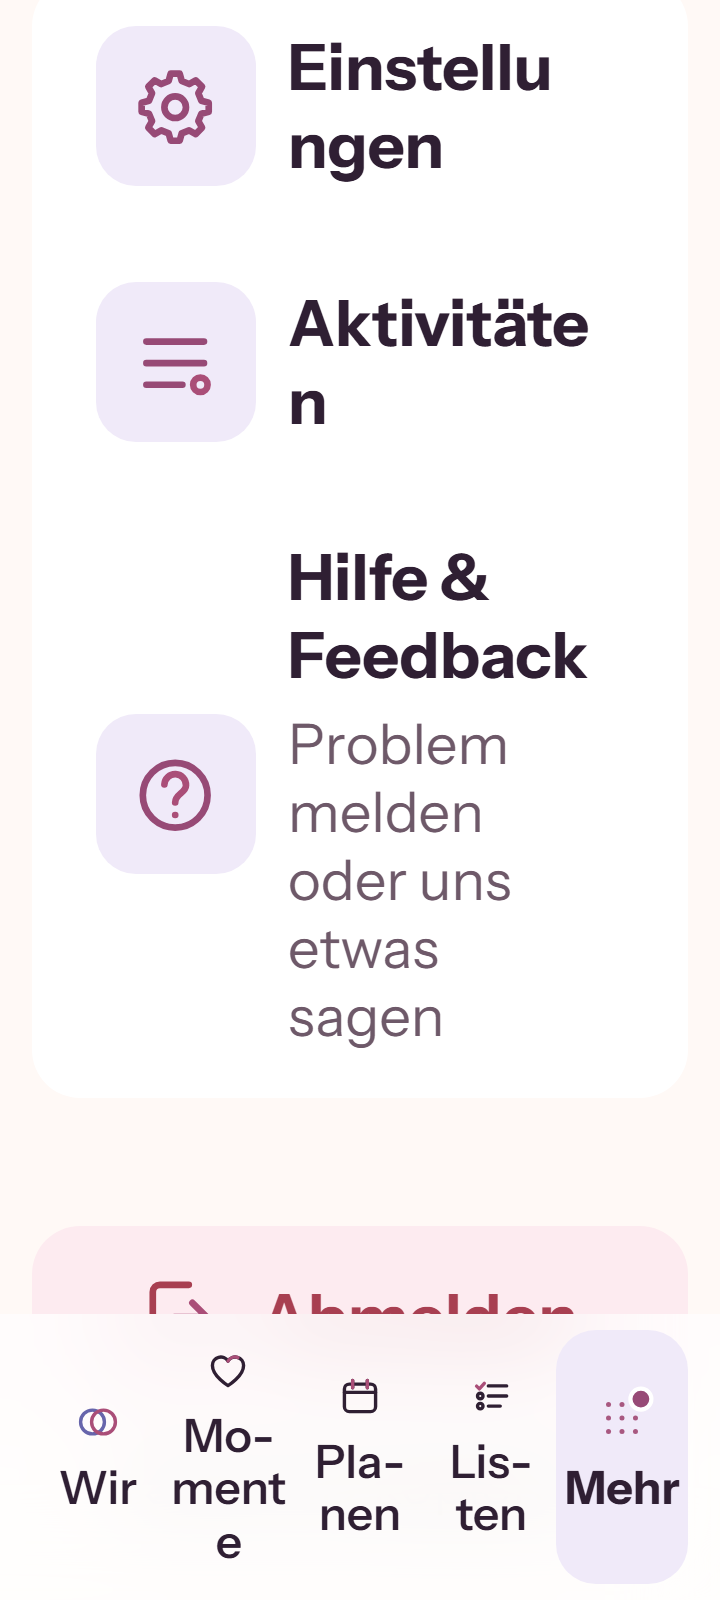 Einstellu
ngen
Aktivitäte
n
Hilfe &
Feedback
Problem
melden
oder uns
etwas
sagen
Abmelden
Wir
Mo-
ment
e
Pla-
nen
Lis-
ten
Mehr